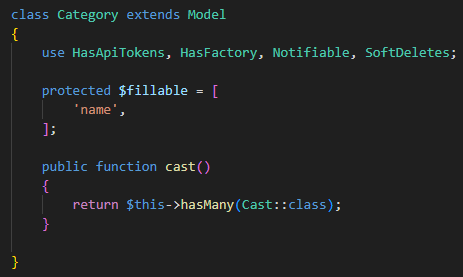 class Category extends Model
{
use HasApiTokens, HasFactory, Notifiable, SoftDeletes;
protected $fillable = [
'name',
];
public function cast()
{
return $this->hasMany(Cast::class);
}
}